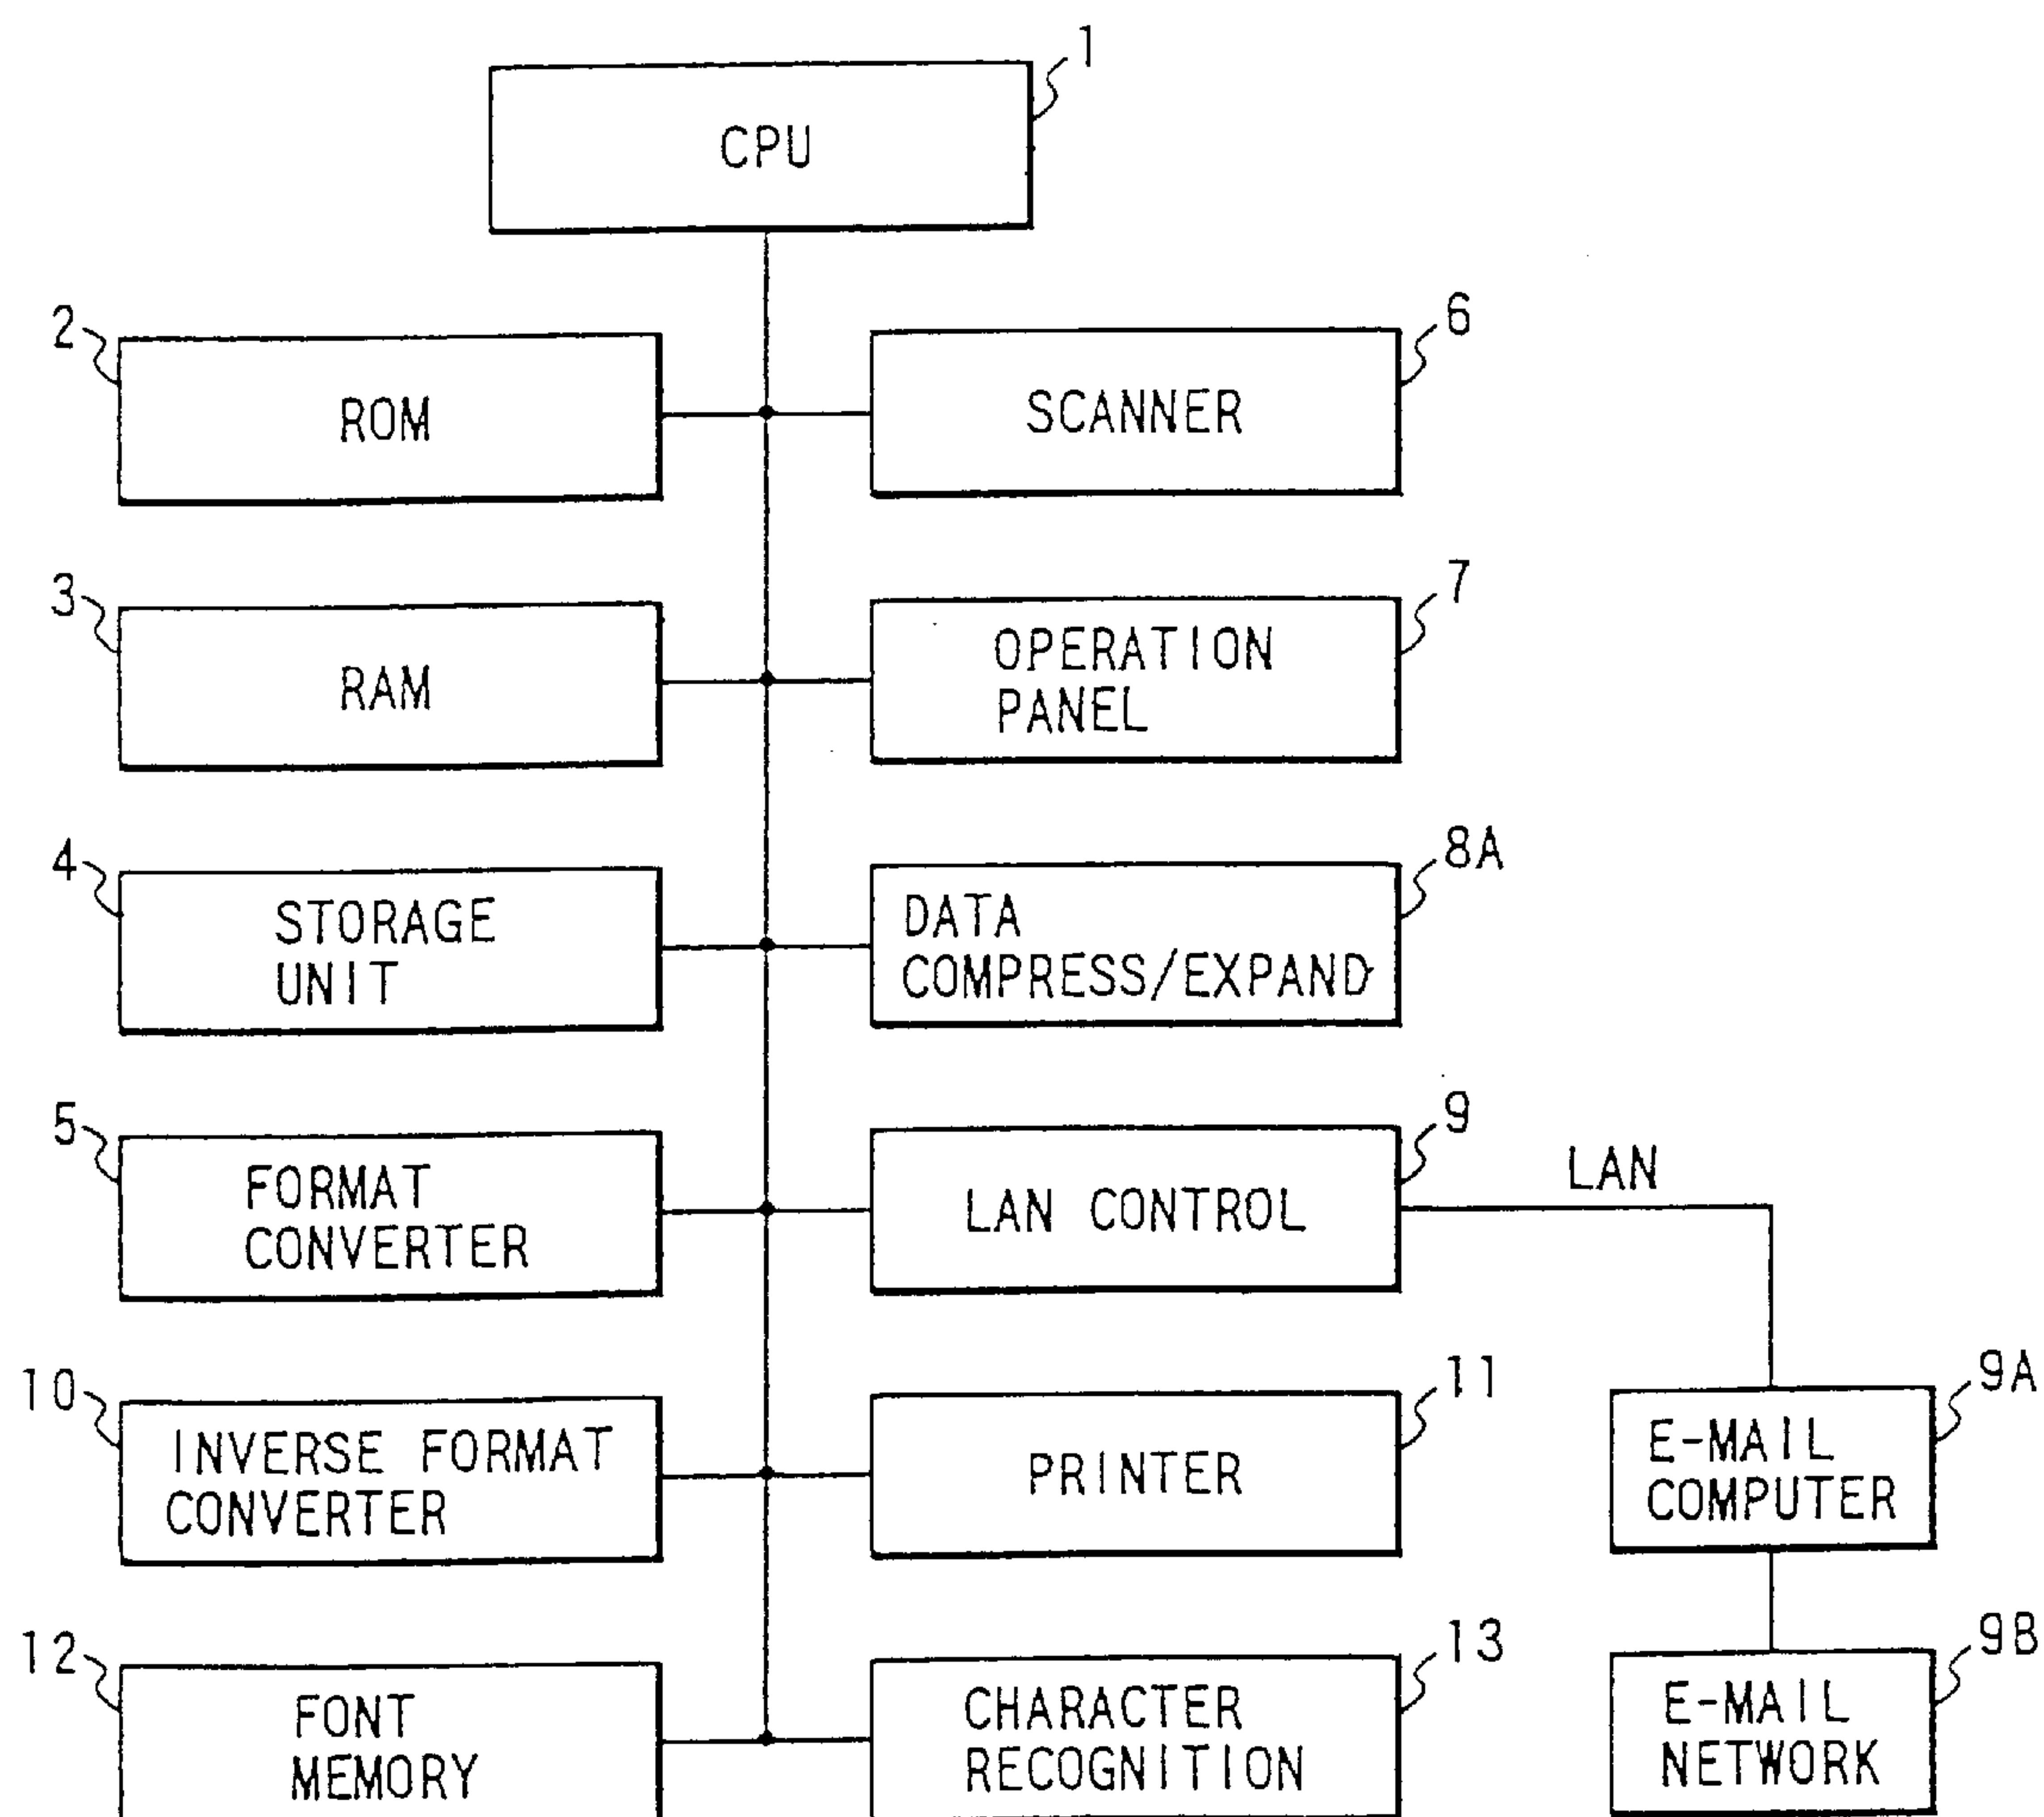 1
CPU
2
ROM
6
SCANNER
3
RAM
7
OPERATION
PANEL
4
STORAGE
UNIT
8A
DATA
COMPRESS/EXPAND
5
FORMAT
CONVERTER
9
LAN CONTROL
LAN
10
INVERSE FORMAT
CONVERTER
11
PRINTER
9A
E-MAIL
COMPUTER
12
FONT
MEMORY
13
CHARACTER
RECOGNITION
9B
E-MAIL
NETWORK